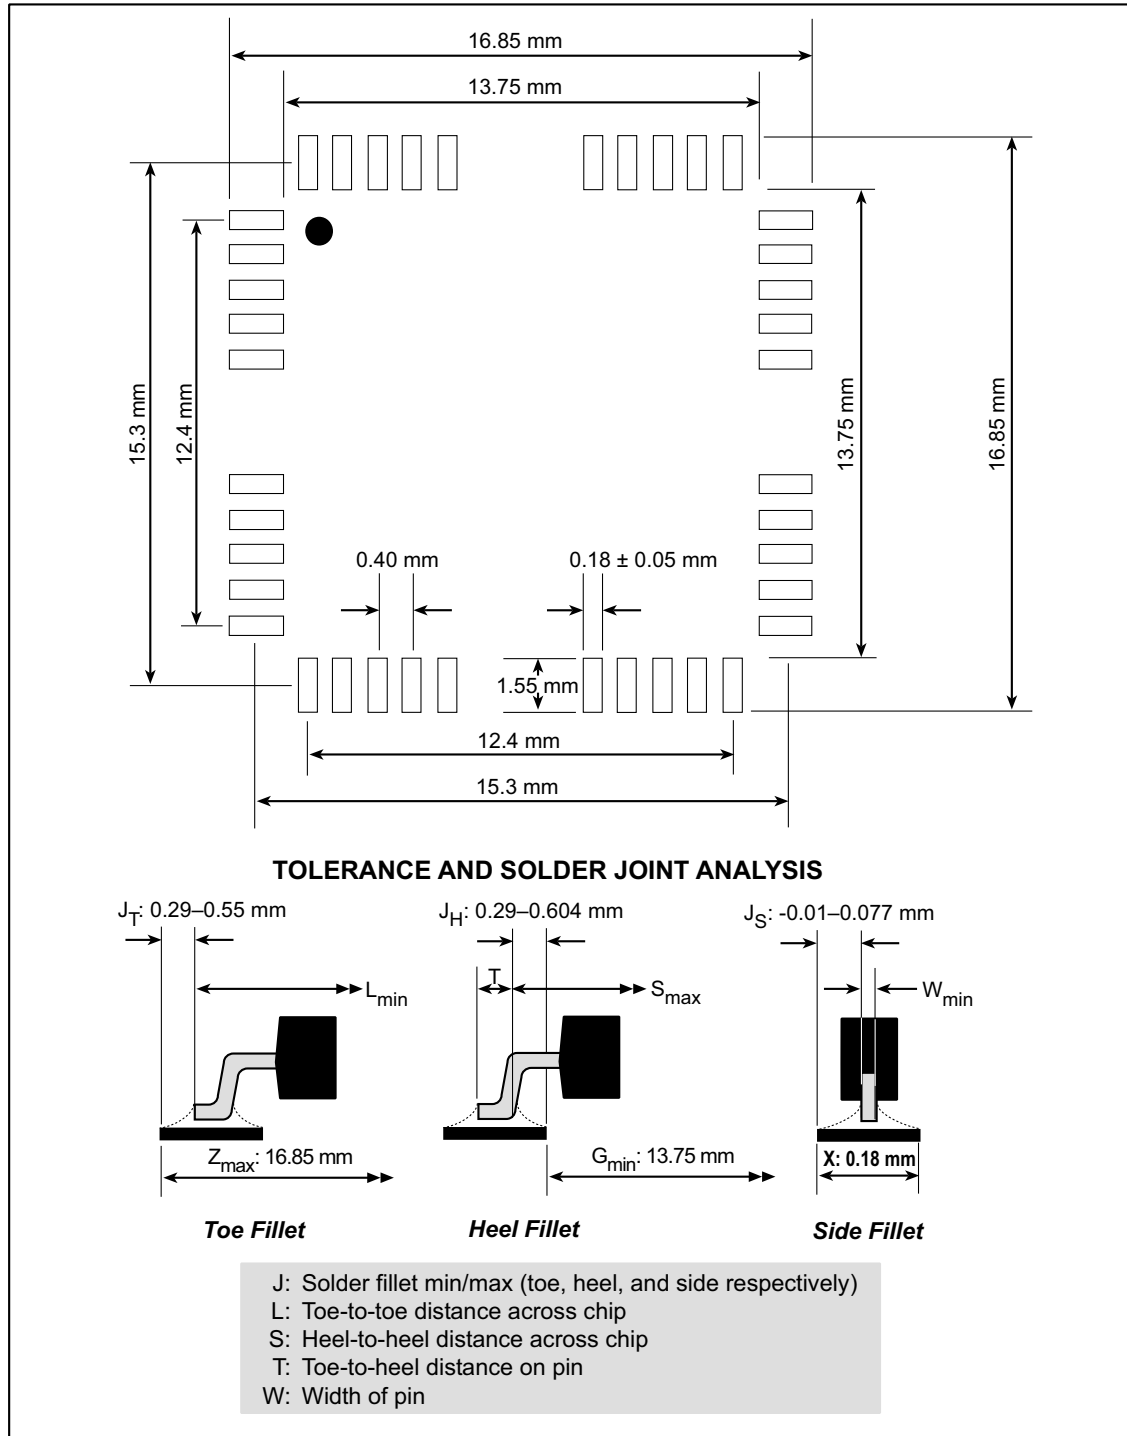 16.85 mm
13.75 mm
15.3 mm
12.4 mm
13.75 mm
16.85 mm
0.40 mm
0.18 ± 0.05 mm
1.55 mm
12.4 mm
15.3 mm
TOLERANCE AND SOLDER JOINT ANALYSIS
JT: 0.29–0.55 mm
JH: 0.29–0.604 mm
JS: -0.01–0.077 mm
Lmin
T
Smax
Wmin
Zmax: 16.85 mm
Gmin: 13.75 mm
X: 0.18 mm
Toe Fillet
Heel Fillet
Side Fillet
J: Solder fillet min/max (toe, heel, and side respectively)
L: Toe-to-toe distance across chip
S: Heel-to-heel distance across chip
T: Toe-to-heel distance on pin
W: Width of pin